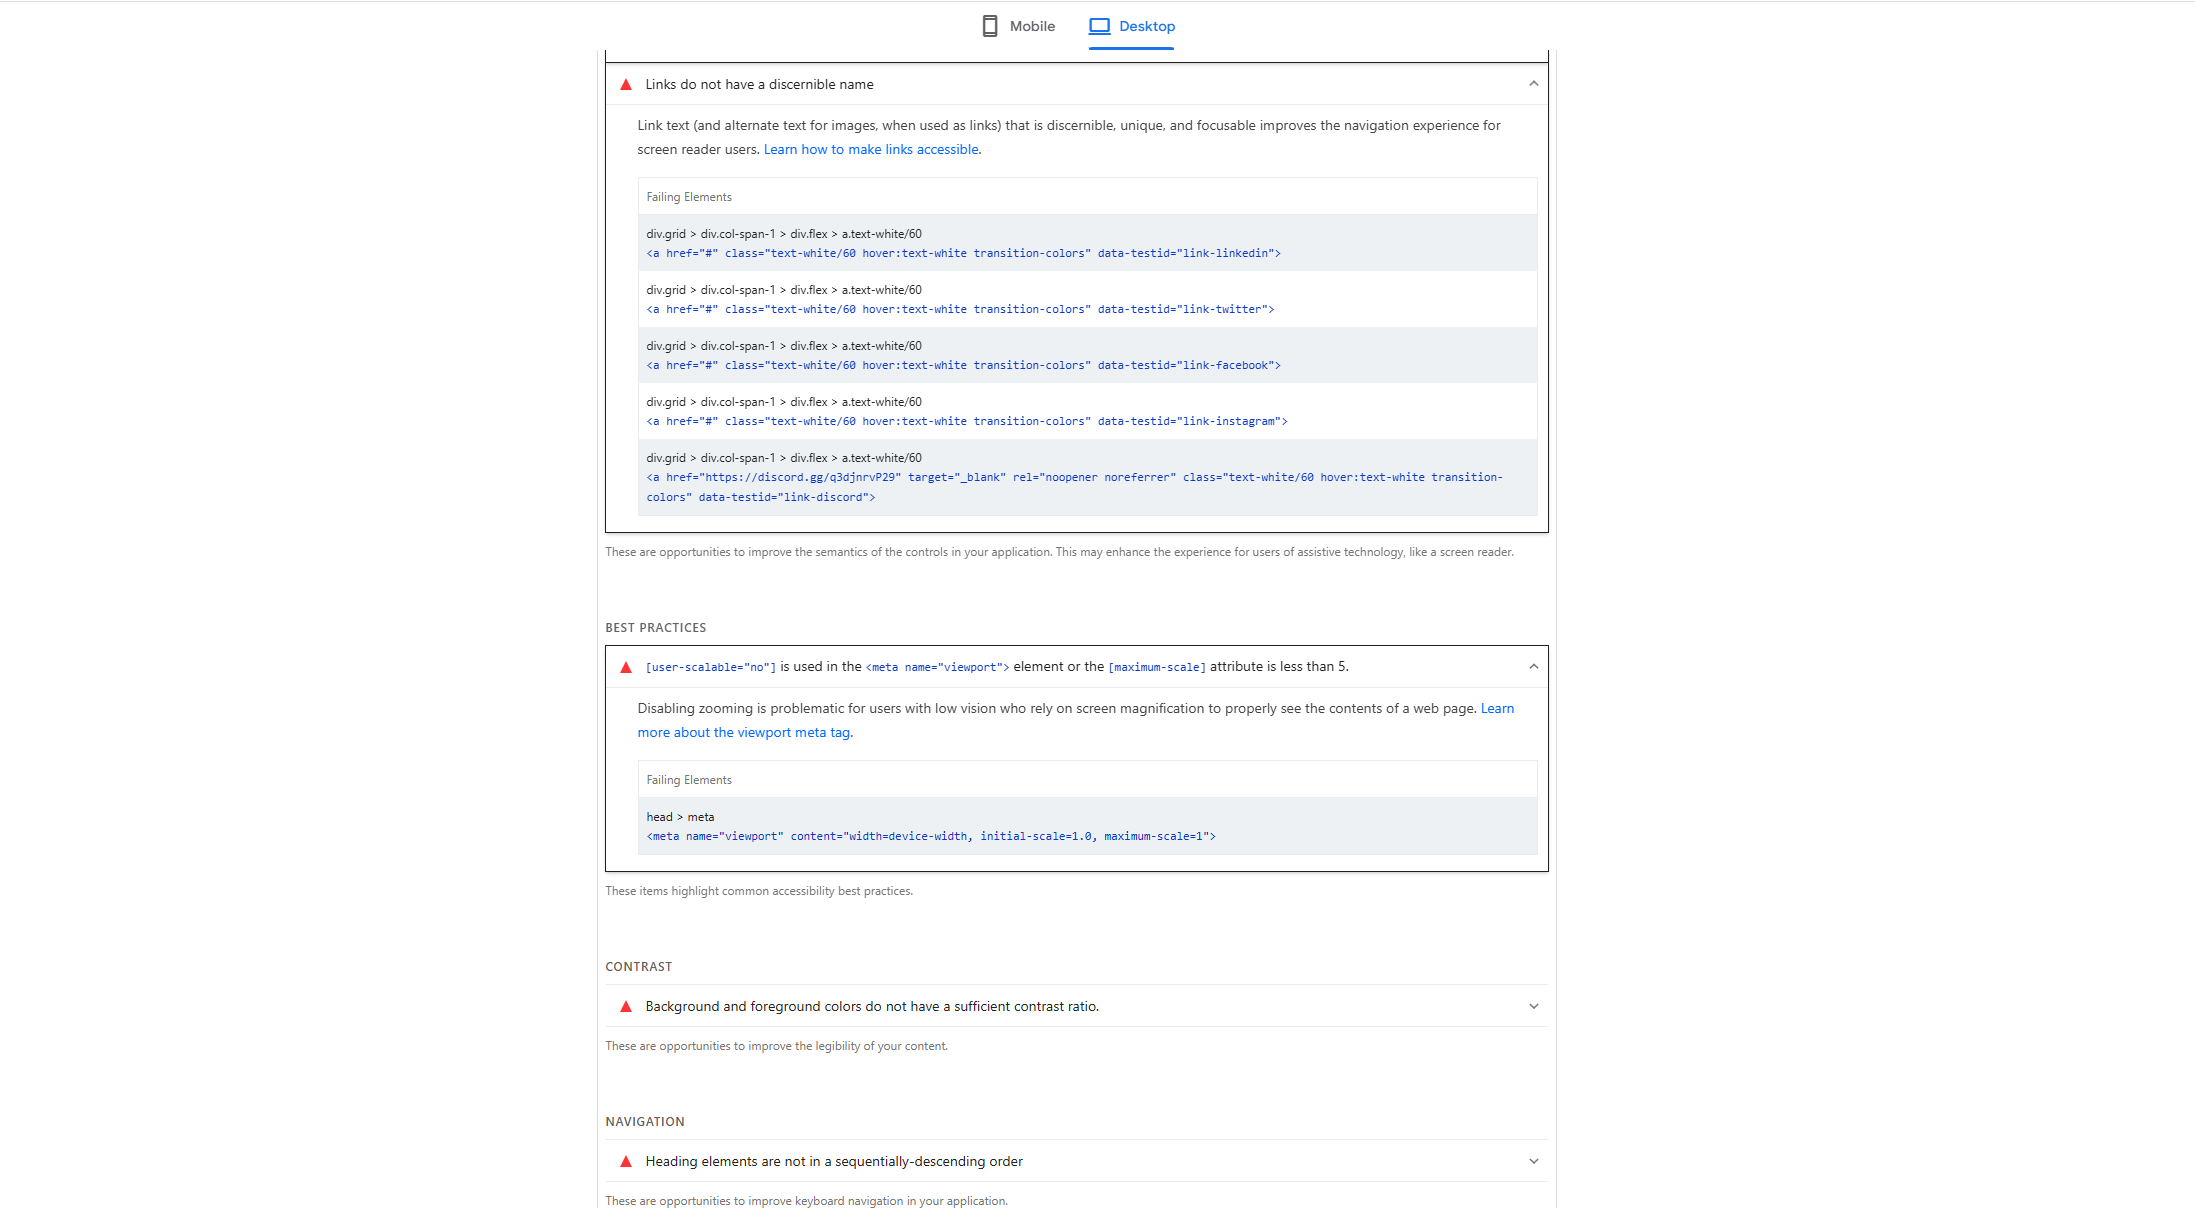 Mobile
Desktop
Links do not have a discernible name
Link text (and alternate text for images, when used as links) that is discernible, unique, and focusable improves the navigation experience for
screen reader users. Learn how to make links accessible.
Failing Elements
div.grid > div.col-span-1 > div.flex > a.text-white/60
<a href="#" class="text-white/60 hover:text-white transition-colors" data-testid="link-linkedin">
div.grid > div.col-span-1 > div.flex > a.text-white/60
<a href="#" class="text-white/60 hover:text-white transition-colors" data-testid="link-twitter">
div.grid > div.col-span-1 > div.flex > a.text-white/60
<a href="#" class="text-white/60 hover:text-white transition-colors" data-testid="link-facebook">
div.grid > div.col-span-1 > div.flex > a.text-white/60
<a href="#" class="text-white/60 hover:text-white transition-colors" data-testid="link-instagram">
div.grid > div.col-span-1 > div.flex > a.text-white/60
<a href="https://discord.gg/q3djnrvP29" target="_blank" rel="noopener noreferrer" class="text-white/60 hover:text-white transition-
colors" data-testid="link-discord">
These are opportunities to improve the semantics of the controls in your application. This may enhance the experience for users of assistive technology, like a screen reader.
BEST PRACTICES
[user-scalable="no"] is used in the <meta name="viewport"> element or the [maximum-scale] attribute is less than 5.
Disabling zooming is problematic for users with low vision who rely on screen magnification to properly see the contents of a web page. Learn
more about the viewport meta tag.
Failing Elements
head > meta
<meta name="viewport" content="width=device-width, initial-scale=1.0, maximum-scale=1">
These items highlight common accessibility best practices.
CONTRAST
Background and foreground colors do not have a sufficient contrast ratio.
These are opportunities to improve the legibility of your content.
NAVIGATION
Heading elements are not in a sequentially-descending order
These are opportunities to improve keyboard navigation in your application.